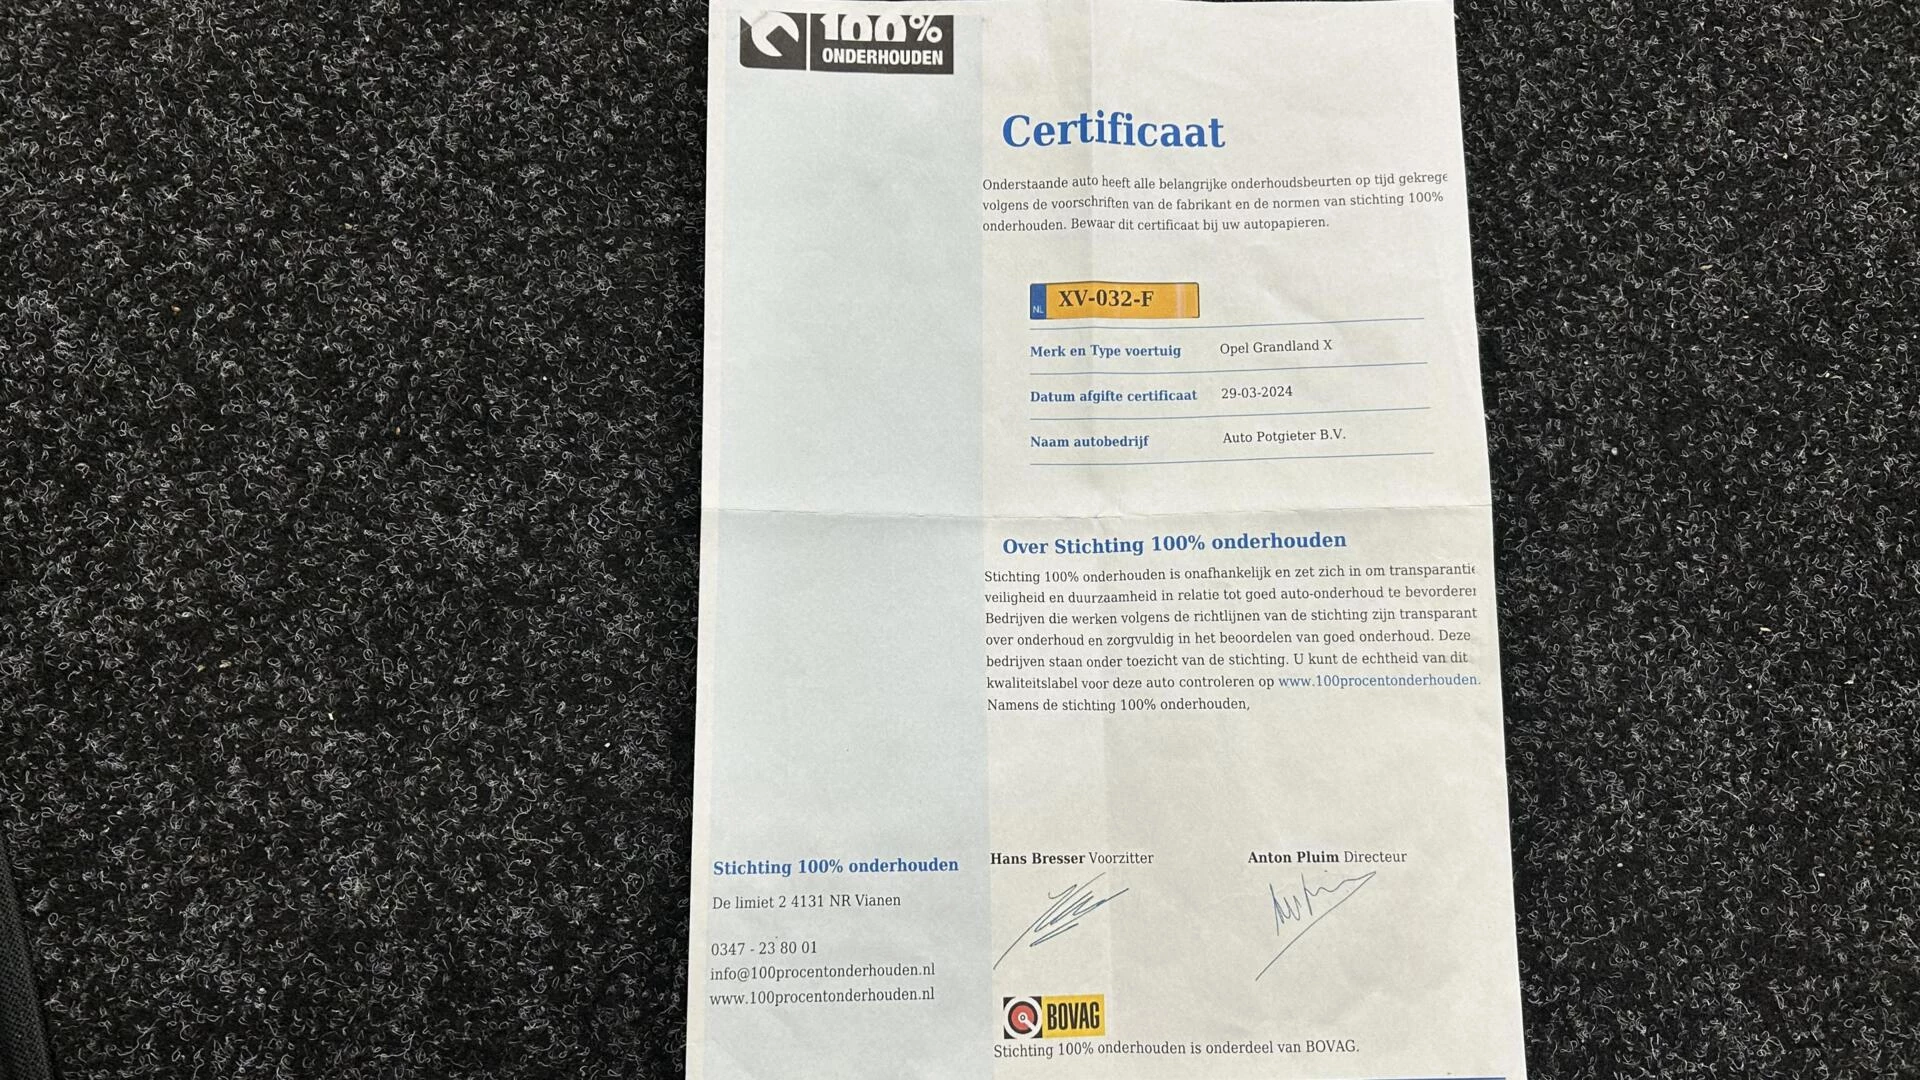 100%
ONDERHOUDEN
Certificaat
Onderstaande auto heeft alle belangrijke onderhoudsbeurten op tijd gekrege
volgens de voorschriften van de fabrikant en de normen van stichting 100%
onderhouden. Bewaar dit certificaat bij uw autopapieren.
NL XV-032-F
Merk en Type voertuig Opel Grandland X
Datum afgifte certificaat 29-03-2024
Naam autobedrijf Auto Potgieter B.V.
Over Stichting 100% onderhouden
Stichting 100% onderhouden is onafhankelijk en zet zich in om transparantie
veiligheid en duurzaamheid in relatie tot goed auto-onderhoud te bevorderen
Bedrijven die werken volgens de richtlijnen van de stichting zijn transparant
over onderhoud en zorgvuldig in het beoordelen van goed onderhoud. Deze
bedrijven staan onder toezicht van de stichting. U kunt de echtheid van dit
kwaliteitslabel voor deze auto controleren op www.100procentonderhouden.
Namens de stichting 100% onderhouden,
Hans Bresser Voorzitter
Anton Pluim Directeur
Stichting 100% onderhouden
De limiet 2 4131 NR Vianen
0347 - 23 80 01
info@100procentonderhouden.nl
www.100procentonderhouden.nl
BOVAG
Stichting 100% onderhouden is onderdeel van BOVAG.